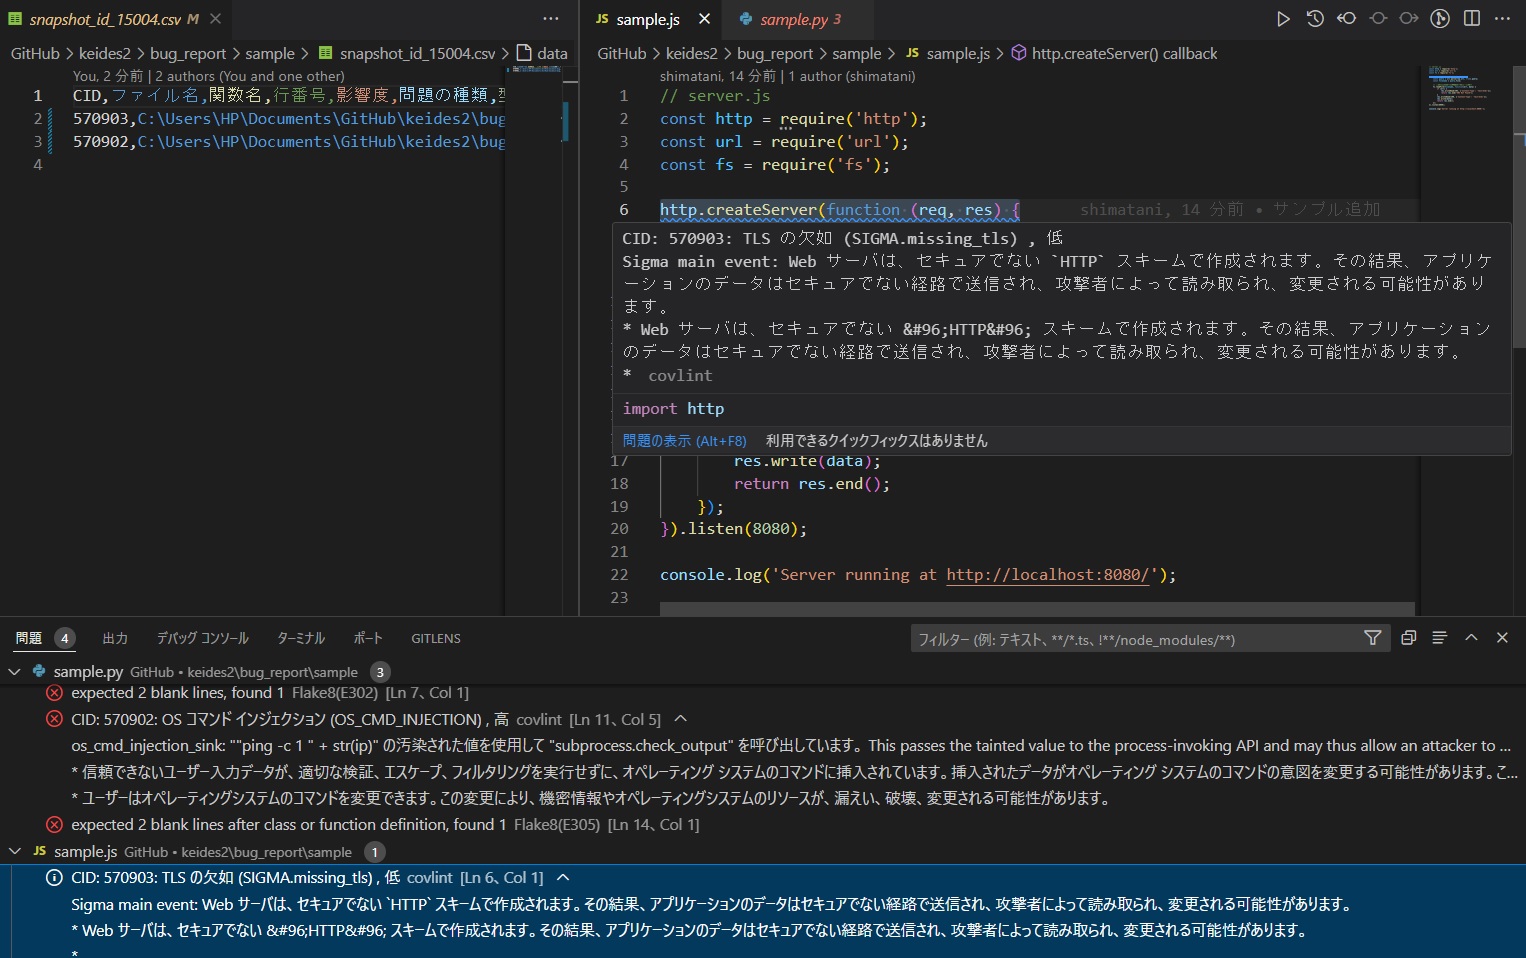 snapshot_id_15004.csv M
GitHub > keides2 > bug_report > sample > snapshot_id_15004.csv > data
You, 2 分前 | 2 authors (You and one other)
1 CID,ファイル名,関数名,行番号,影響度,問題の種類,
2 570903,C:\Users\HP\Documents\GitHub\keides2\bug
3 570902,C:\Users\HP\Documents\GitHub\keides2\bug
4
JS sample.js
sample.py 3
GitHub > keides2 > bug_report > sample > JS sample.js > http.createServer() callback
shimatani, 14 分前 | 1 author (shimatani)
1 // server.js
2 const http = require('http');
3 const url = require('url');
4 const fs = require('fs');
5
6 http.createServer(function (req, res) { shimatani, 14 分前 • サンプル追加
CID: 570903: TLS の欠如 (SIGMA.missing_tls) , 低
Sigma main event: Web サーバは、セキュアでない `HTTP` スキームで作成されます。その結果、アプリケ
ーションのデータはセキュアでない経路で送信され、攻撃者によって読み取られ、変更される可能性があり
ます。
* Web サーバは、セキュアでない &#96;HTTP&#96; スキームで作成されます。その結果、アプリケーション
のデータはセキュアでない経路で送信され、攻撃者によって読み取られ、変更される可能性があります。
* covlint
import http
問題の表示 (Alt+F8) 利用できるクイックフィックスはありません
17 res.write(data);
18 return res.end();
19 });
20 }).listen(8080);
21
22 console.log('Server running at http://localhost:8080/');
23
問題 4 出力 デバッグ コンソール ターミナル ポート GITLENS
フィルター (例: テキスト、**/*.ts、!**/node_modules/**)
sample.py GitHub • keides2\bug_report\sample 3
expected 2 blank lines, found 1 Flake8(E302) [Ln 7、Col 1]
CID: 570902: OS コマンド インジェクション (OS_CMD_INJECTION) , 高 covlint [Ln 11、Col 5]
os_cmd_injection_sink: ""ping -c 1 " + str(ip)" の汚染された値を使用して "subprocess.check_output" を呼び出しています。 This passes the tainted value to the process-invoking API and may thus allow an attacker to ...
* 信頼できないユーザー入力データが、適切な検証、エスケープ、フィルタリングを実行せずに、オペレーティング システムのコマンドに挿入されています。挿入されたデータがオペレーティング システムのコマンドの意図を変更する可能性があります。こ...
* ユーザーはオペレーティングシステムのコマンドを変更できます。この変更により、機密情報やオペレーティングシステムのリソースが、漏えい、破壊、変更される可能性があります。
expected 2 blank lines after class or function definition, found 1 Flake8(E305) [Ln 14、Col 1]
JS sample.js GitHub • keides2\bug_report\sample 1
CID: 570903: TLS の欠如 (SIGMA.missing_tls) , 低 covlint [Ln 6、Col 1]
Sigma main event: Web サーバは、セキュアでない `HTTP` スキームで作成されます。その結果、アプリケーションのデータはセキュアでない経路で送信され、攻撃者によって読み取られ、変更される可能性があります。
* Web サーバは、セキュアでない &#96;HTTP&#96; スキームで作成されます。その結果、アプリケーションのデータはセキュアでない経路で送信され、攻撃者によって読み取られ、変更される可能性があります。
*